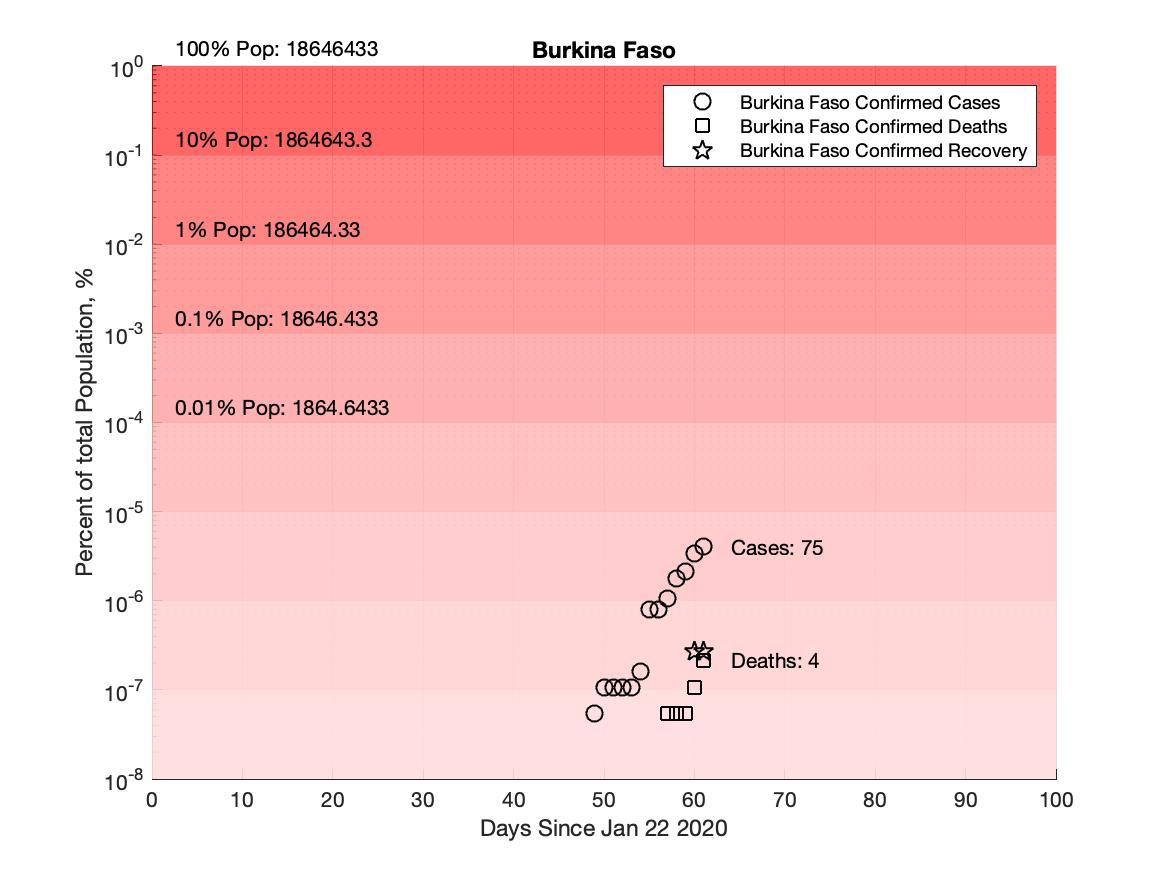 100% Pop: 18646433
Burkina Faso
10^0
Burkina Faso Confirmed Cases
Burkina Faso Confirmed Deaths
Burkina Faso Confirmed Recovery
10% Pop: 1864643.3
10^-1
1% Pop: 186464.33
10^-2
0.1% Pop: 18646.433
10^-3
0.01% Pop: 1864.6433
10^-4
10^-5
Cases: 75
10^-6
Deaths: 4
10^-7
10^-8
Percent of total Population, %
0 10 20 30 40 50 60 70 80 90 100
Days Since Jan 22 2020